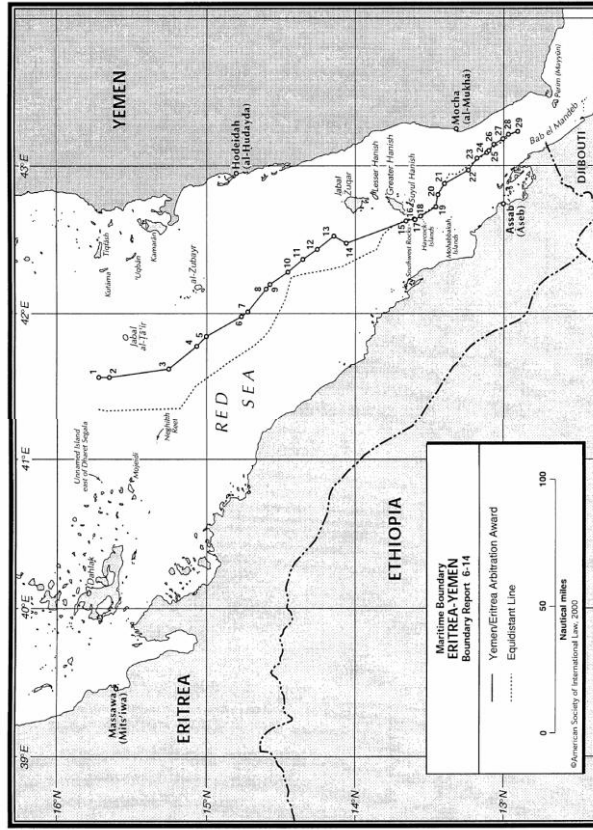 YEMEN
ERITREA
ETHIOPIA
DJIBOUTI
RED
SEA
16°N
15°N
14°N
13°N
39°E
40°E
41°E
42°E
43°E
Massawa
(Mits'iwa)
Dahlak
Unnamed Island
east of Dharet Segala
Mojeidi
Negileh
Reef
Jabal
al-Tā'ir
Kutama
Tiqfash
'Uqbān
Kamarān
al-Zubayr
Hodeidah
(al-Hudayda)
Jabal
Zuqar
Lesser Hanish
Greater Hanish
Suyul Hanish
Southwest Rocks
Haycock
Islands
Mohabbakah
Islands
Mocha
(al-Mukhā)
Assab
(Aseb)
Perim (Mayyūn)
Bab el Mandeb
1
2
3
4
5
6
7
8
9
10
11
12
13
14
15
16
17
18
19
20
21
22
23
24
25
26
27
28
29
Maritime Boundary
ERITREA-YEMEN
Boundary Report 6-14
Yemen/Eritrea Arbitration Award
Equidistant Line
0 50 100
Nautical miles
©American Society of International Law, 2000